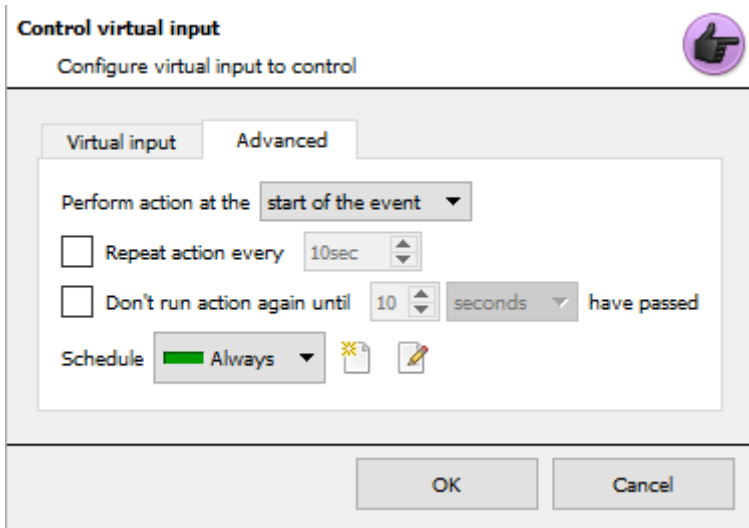 Control virtual input
Configure virtual input to control
Virtual input Advanced
Perform action at the start of the event
Repeat action every 10sec
Don't run action again until 10 seconds have passed
Schedule Always
OK Cancel